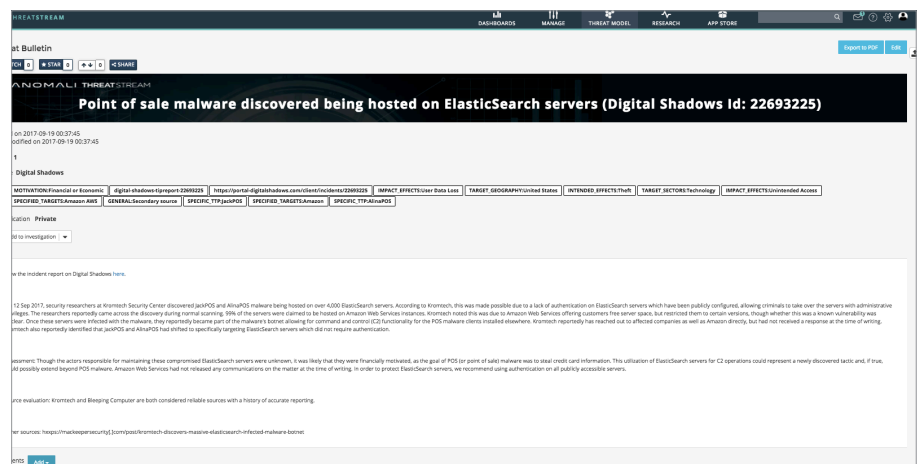 THREATSTREAM
DASHBOARDS
MANAGE
THREAT MODEL
RESEARCH
APP STORE
at Bulletin
Export to PDF
Edit
TCH 0
★ STAR 0
0
SHARE
ANOMALI THREATSTREAM
Point of sale malware discovered being hosted on ElasticSearch servers (Digital Shadows Id: 22693225)
on 2017-09-19 00:37:45
odified on 2017-09-19 00:37:45
1
Digital Shadows
MOTIVATION:Financial or Economic
digital-shadows-tipreport-22693225
https://portal-digitalshadows.com/client/incidents/22693225
IMPACT_EFFECTS:User Data Loss
TARGET_GEOGRAPHY:United States
INTENDED_EFFECTS:Theft
TARGET_SECTORS:Technology
IMPACT_EFFECTS:Unintended Access
SPECIFIED_TARGETS:Amazon AWS
GENERAL:Secondary source
SPECIFIC_TTP:JackPOS
SPECIFIED_TARGETS:Amazon
SPECIFIC_TTP:AlinaPOS
ication Private
dd to investigation
w the incident report on Digital Shadows here.
12 Sep 2017, security researchers at Kromtech Security Center discovered JackPOS and AlinaPOS malware being hosted on over 4,000 ElasticSearch servers. According to Kromtech, this was made possible due to a lack of authentication on ElasticSearch servers which have been publicly configured, allowing criminals to take over the servers with administrative
vileges. The researchers reportedly came across the discovery during normal scanning. 99% of the servers were claimed to be hosted on Amazon Web Services instances. Kromtech noted this was due to Amazon Web Services offering customers free server space, but restricted them to certain versions, though whether this was a known vulnerability was
clear. Once these servers were infected with the malware, they reportedly became part of the malware's botnet allowing for command and control (C2) functionality for the POS malware clients installed elsewhere. Kromtech reportedly has reached out to affected companies as well as Amazon directly, but had not received a response at the time of writing.
omtech also reportedly identified that JackPOS and AlinaPOS had shifted to specifically targeting ElasticSearch servers which did not require authentication.
sessment: Though the actors responsible for maintaining these compromised ElasticSearch servers were unknown, it was likely that they were financially motivated, as the goal of POS (or point of sale) malware was to steal credit card information. This utilization of ElasticSearch servers for C2 operations could represent a newly discovered tactic and, if true,
uld possibly extend beyond POS malware. Amazon Web Services had not released any communications on the matter at the time of writing. In order to protect ElasticSearch servers, we recommend using authentication on all publicly accessible servers.
urce evaluation: Kromtech and Bleeping Computer are both considered reliable sources with a history of accurate reporting.
her sources: hxxps://mackeepersecurity[.]com/post/kromtech-discovers-massive-elasticsearch-infected-malware-botnet
ents
Add